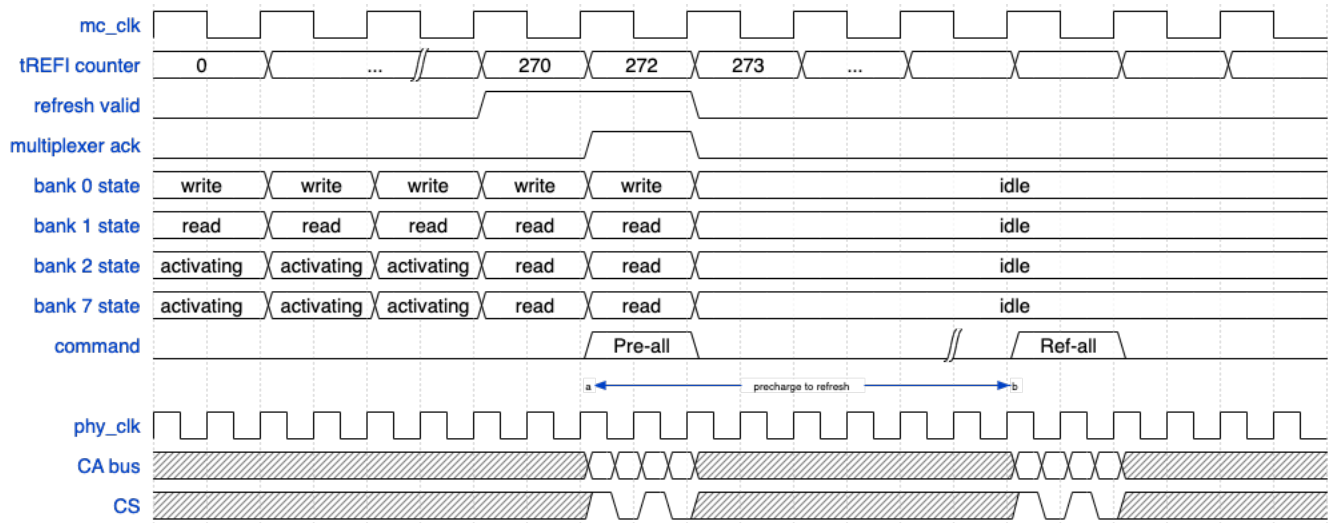 mc_clk
tREFI counter 0 ... 270 272 273 ...
refresh valid
multiplexer ack
bank 0 state write write write write write idle
bank 1 state read read read read read idle
bank 2 state activating activating activating read read idle
bank 7 state activating activating activating read read idle
command Pre-all Ref-all
a precharge to refresh b
phy_clk
CA bus
CS